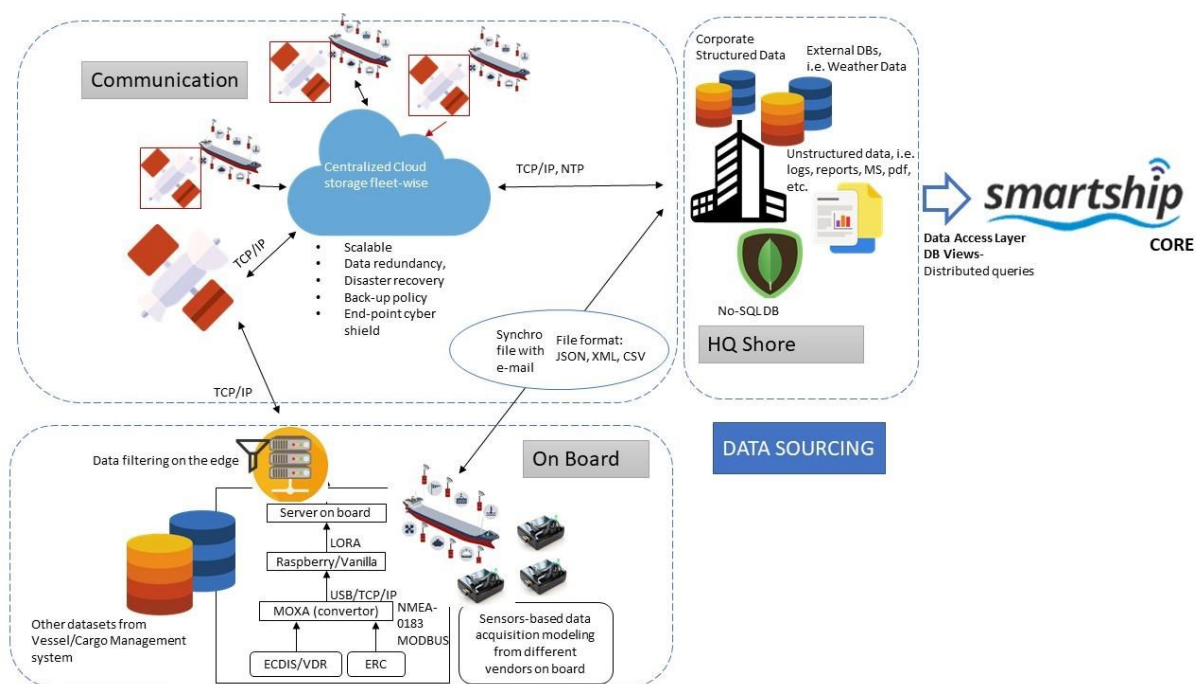 Communication
Centralized Cloud
storage fleet-wise
TCP/IP
• Scalable
• Data redundancy,
• Disaster recovery
• Back-up policy
• End-point cyber
shield
TCP/IP, NTP
TCP/IP
Synchro
file with
e-mail
File format:
JSON, XML, CSV
Corporate
Structured Data
External DBs,
i.e. Weather Data
Unstructured data, i.e.
logs, reports, MS, pdf,
etc.
No-SQL DB
HQ Shore
Data Access Layer
DB Views-
Distributed queries
smartship
CORE
DATA SOURCING
On Board
Data filtering on the edge
Server on board
LORA
Raspberry/Vanilla
USB/TCP/IP
MOXA (convertor)
NMEA-
0183
MODBUS
ECDIS/VDR
ERC
Other datasets from
Vessel/Cargo Management
system
Sensors-based data
acquisition modeling
from different
vendors on board